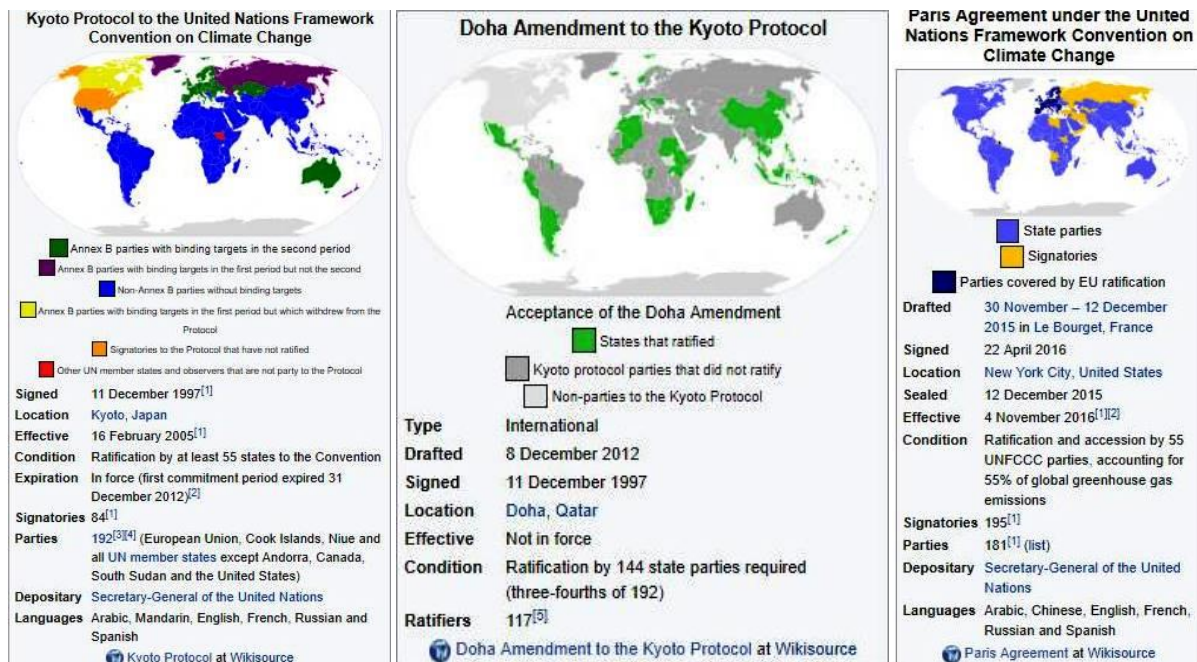 Kyoto Protocol to the United Nations Framework
Convention on Climate Change
Annex B parties with binding targets in the second period
Annex B parties with binding targets in the first period but not the second
Non-Annex B parties without binding targets
Annex B parties with binding targets in the first period but which withdrew from the
Protocol
Signatories to the Protocol that have not ratified
Other UN member states and observers that are not party to the Protocol
Signed 11 December 1997[1]
Location Kyoto, Japan
Effective 16 February 2005[1]
Condition Ratification by at least 55 states to the Convention
Expiration In force (first commitment period expired 31
December 2012)[2]
Signatories 84[1]
Parties 192[3][4] (European Union, Cook Islands, Niue and
all UN member states except Andorra, Canada,
South Sudan and the United States)
Depositary Secretary-General of the United Nations
Languages Arabic, Mandarin, English, French, Russian and
Spanish
Kyoto Protocol at Wikisource
Doha Amendment to the Kyoto Protocol
Acceptance of the Doha Amendment
States that ratified
Kyoto protocol parties that did not ratify
Non-parties to the Kyoto Protocol
Type International
Drafted 8 December 2012
Signed 11 December 1997
Location Doha, Qatar
Effective Not in force
Condition Ratification by 144 state parties required
(three-fourths of 192)
Ratifiers 117[5]
Doha Amendment to the Kyoto Protocol at Wikisource
Paris Agreement under the United
Nations Framework Convention on
Climate Change
State parties
Signatories
Parties covered by EU ratification
Drafted 30 November – 12 December
2015 in Le Bourget, France
Signed 22 April 2016
Location New York City, United States
Sealed 12 December 2015
Effective 4 November 2016[1][2]
Condition Ratification and accession by 55
UNFCCC parties, accounting for
55% of global greenhouse gas
emissions
Signatories 195[1]
Parties 181[1] (list)
Depositary Secretary-General of the United
Nations
Languages Arabic, Chinese, English, French,
Russian and Spanish
Paris Agreement at Wikisource